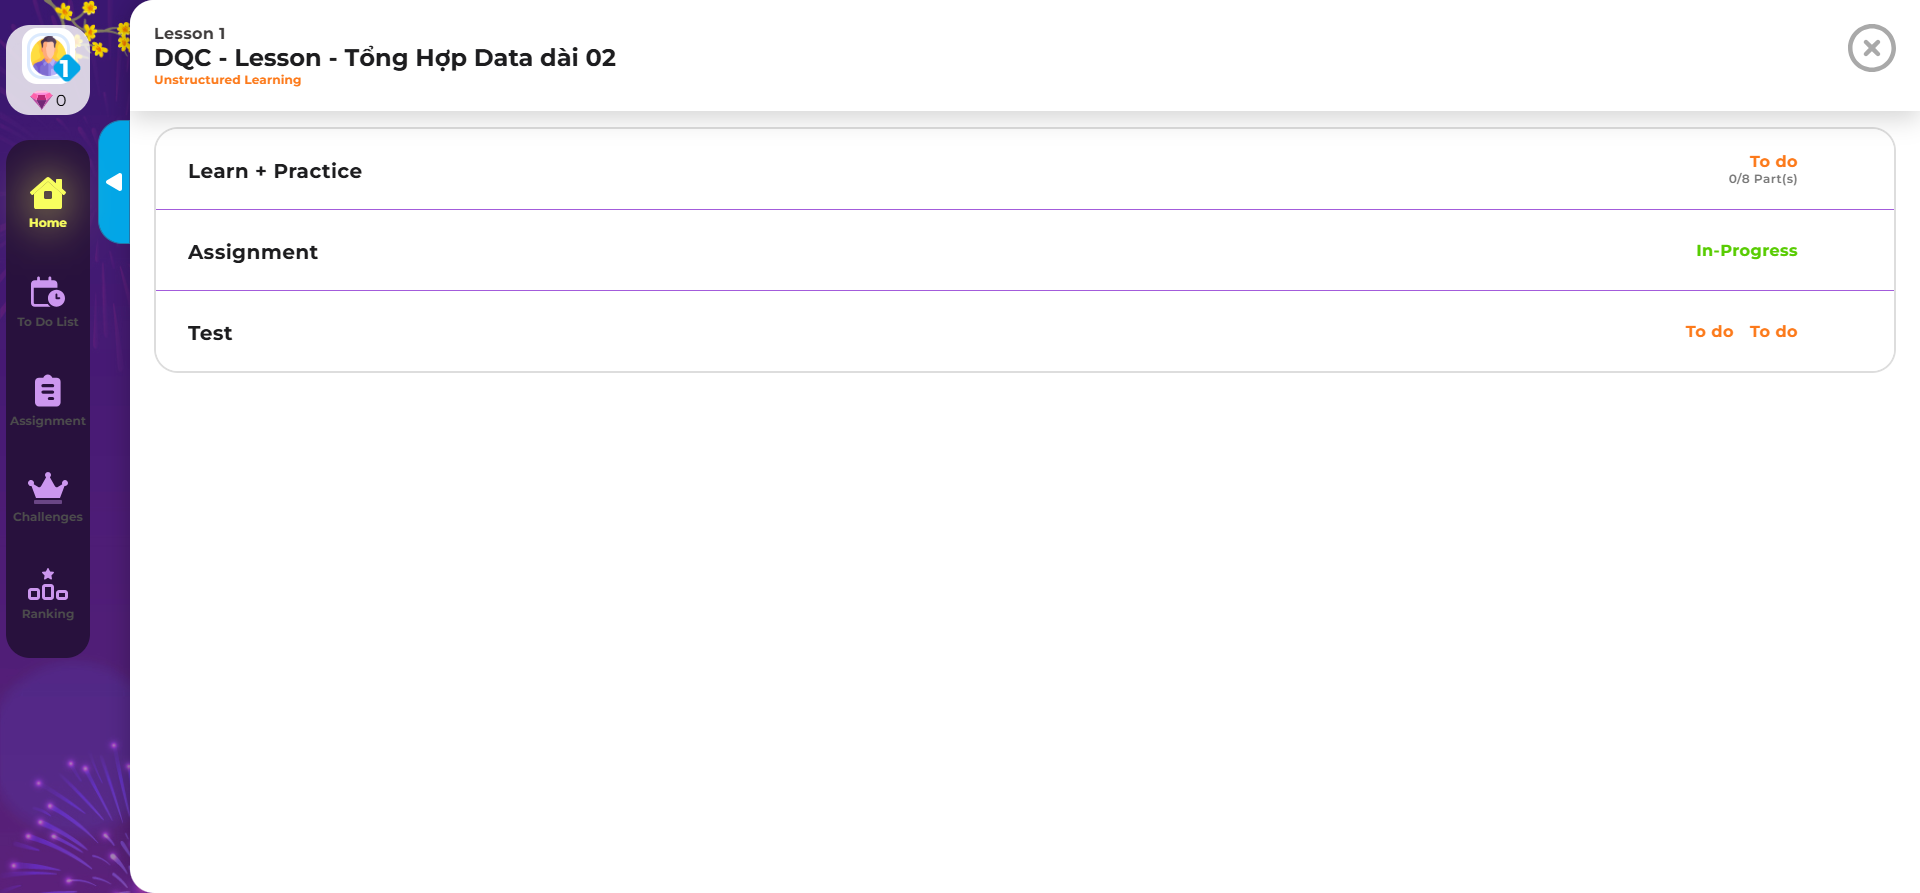 1
0
Home
To Do List
Assignment
Challenges
Ranking
Lesson 1
DQC - Lesson - Tổng Hợp Data dài 02
Unstructured Learning
Learn + Practice
To do
0/8 Part(s)
Assignment
In-Progress
Test
To do To do